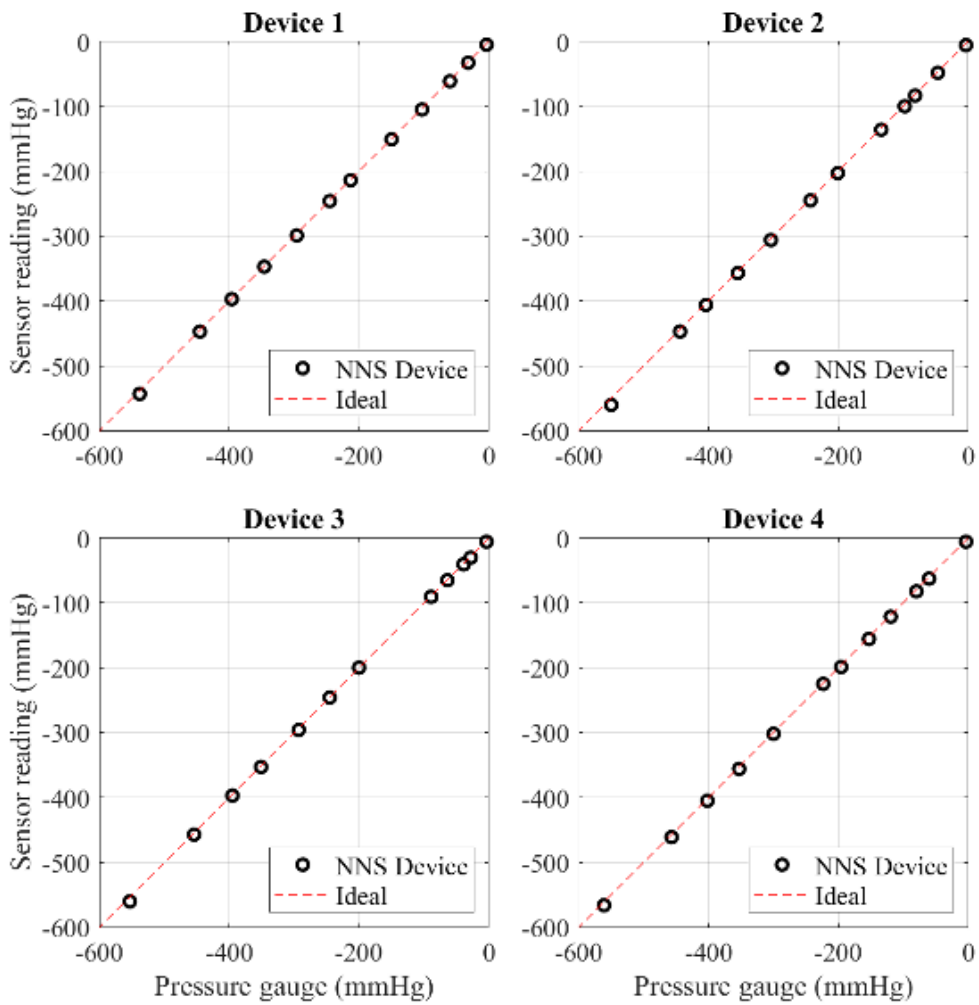 Device 1
Device 2
Sensor reading (mmHg)
0
-100
-200
-300
-400
-500
-600
-600
-400
-200
0
NNS Device
Ideal
0
-100
-200
-300
-400
-500
-600
-600
-400
-200
0
NNS Device
Ideal
Device 3
Device 4
Sensor reading (mmHg)
0
-100
-200
-300
-400
-500
-600
-600
-400
-200
0
NNS Device
Ideal
Pressure gauge (mmHg)
0
-100
-200
-300
-400
-500
-600
-600
-400
-200
0
NNS Device
Ideal
Pressure gauge (mmHg)